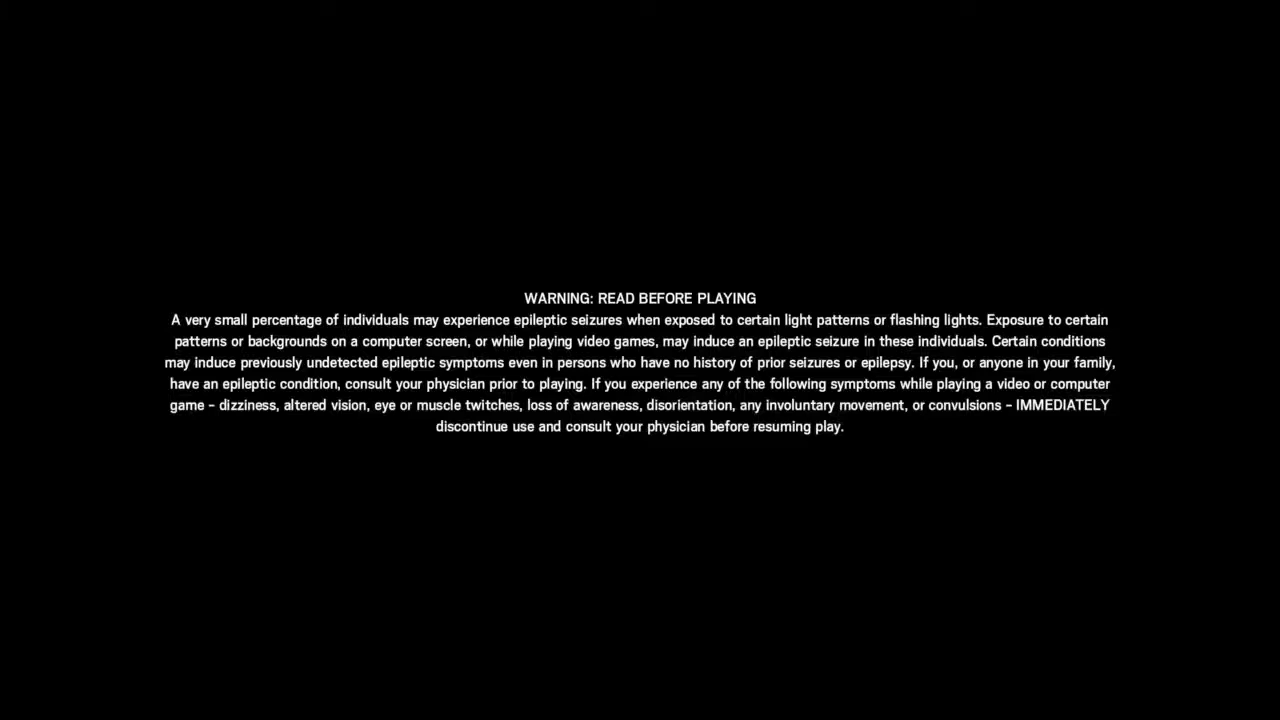 WARNING: READ BEFORE PLAYING
A very small percentage of individuals may experience epileptic seizures when exposed to certain light patterns or flashing lights. Exposure to certain
patterns or backgrounds on a computer screen, or while playing video games, may induce an epileptic seizure in these individuals. Certain conditions
may induce previously undetected epileptic symptoms even in persons who have no history of prior seizures or epilepsy. If you, or anyone in your family,
have an epileptic condition, consult your physician prior to playing. If you experience any of the following symptoms while playing a video or computer
game – dizziness, altered vision, eye or muscle twitches, loss of awareness, disorientation, any involuntary movement, or convulsions – IMMEDIATELY
discontinue use and consult your physician before resuming play.